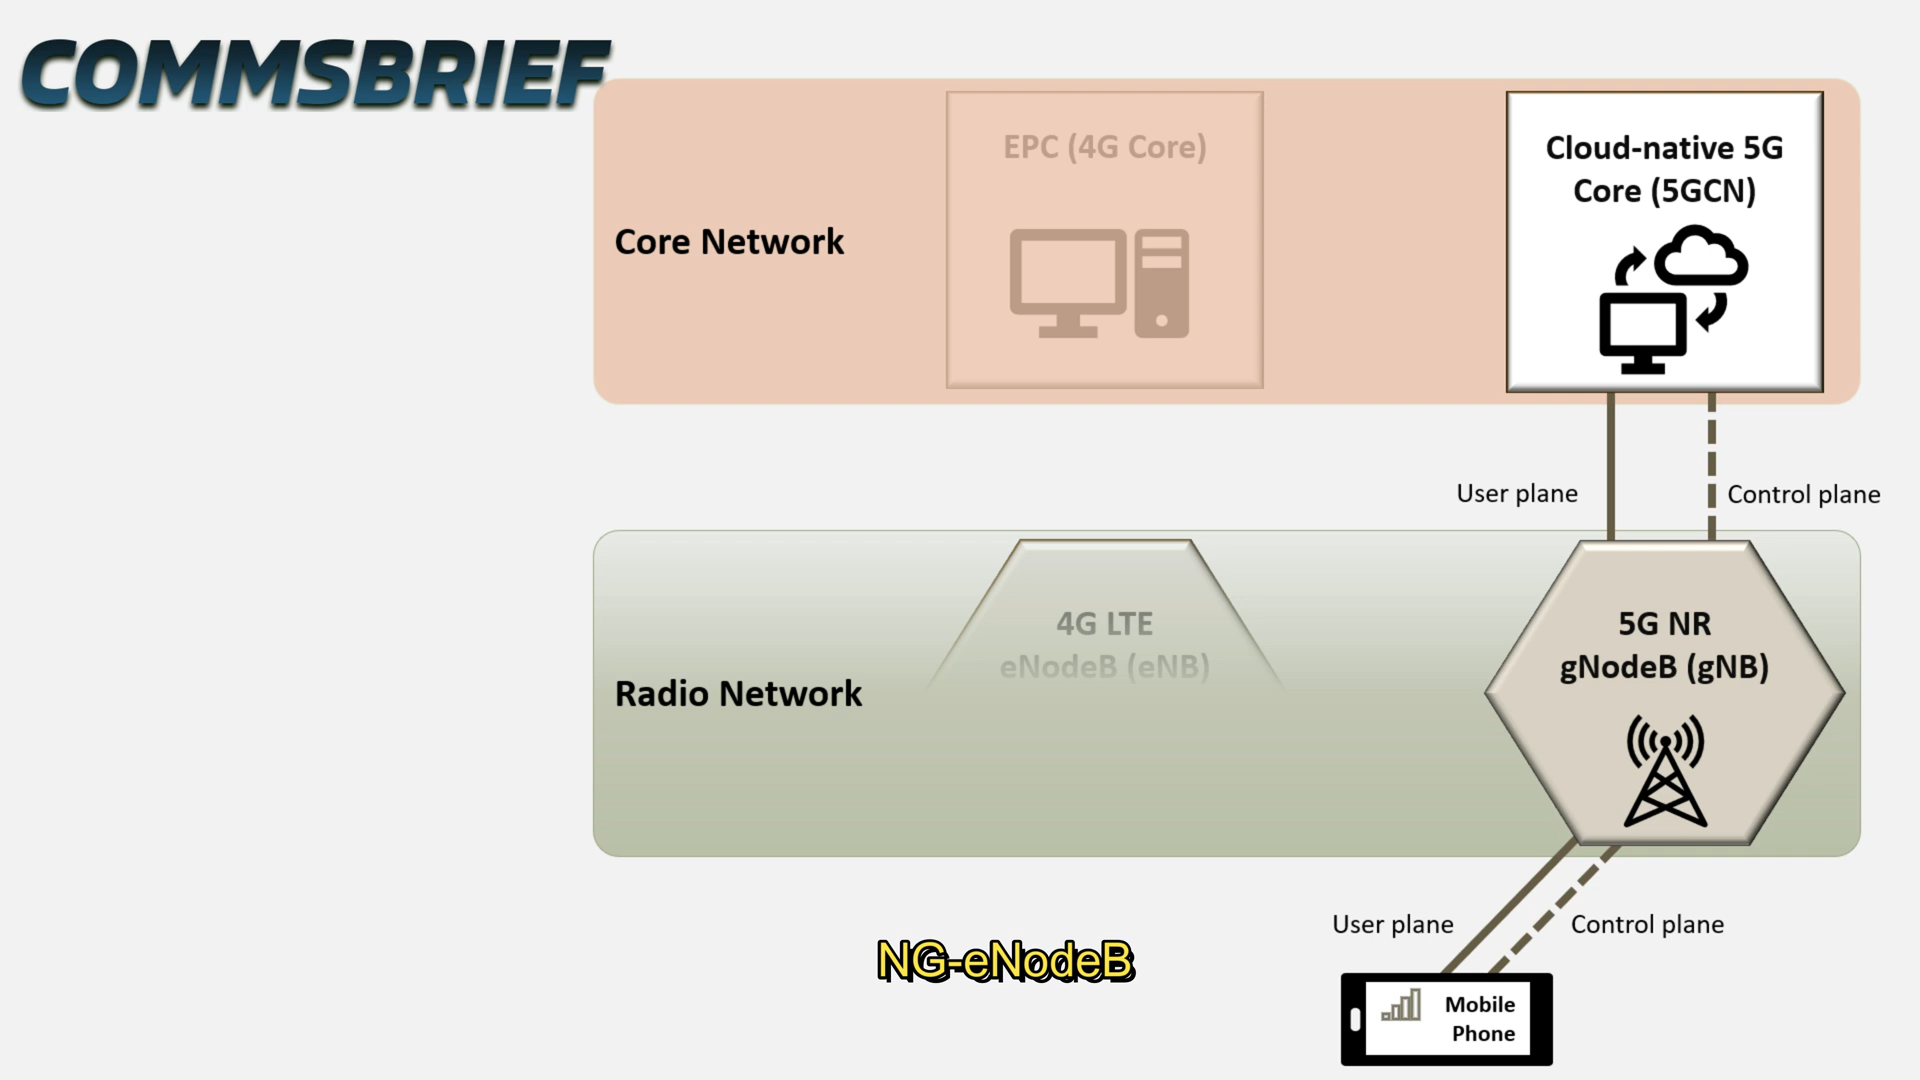 COMMSBRIEF
EPC (4G Core)
Cloud-native 5G
Core (5GCN)
Core Network
User plane
Control plane
4G LTE
eNodeB (eNB)
5G NR
gNodeB (gNB)
Radio Network
User plane
Control plane
NG-eNodeB
Mobile
Phone